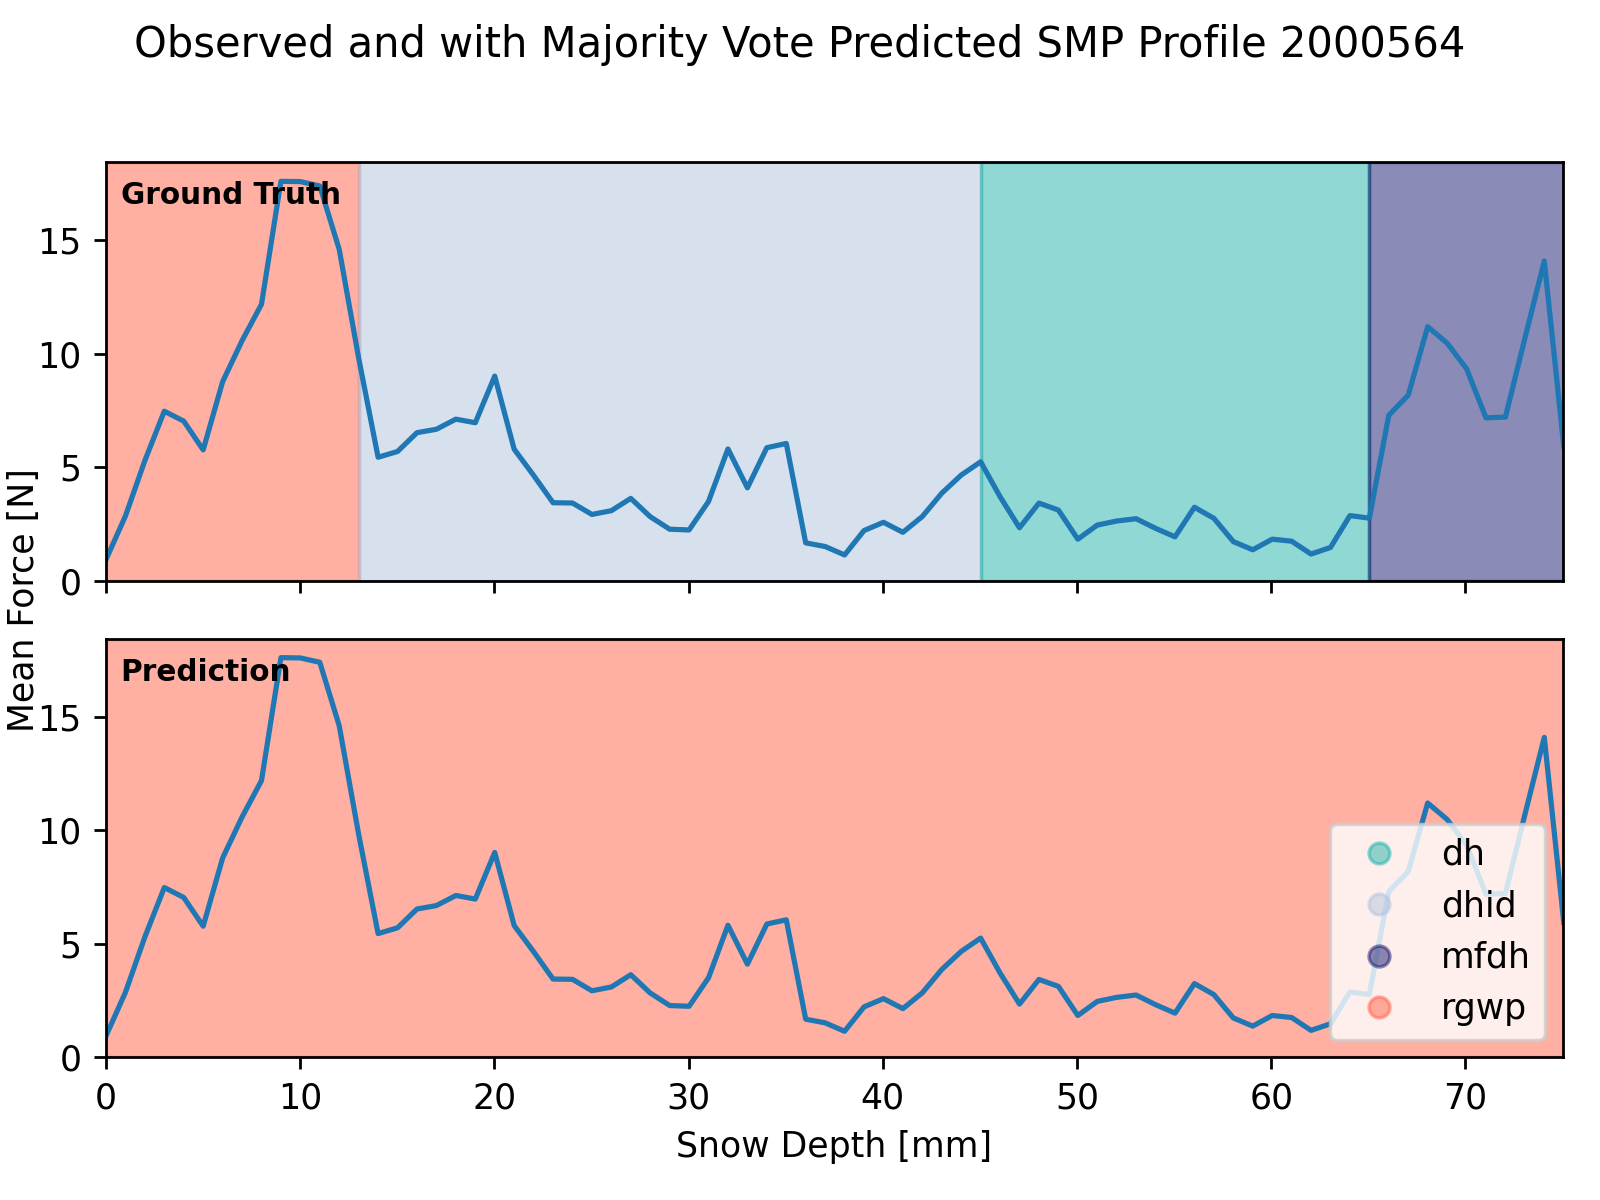 Observed and with Majority Vote Predicted SMP Profile 2000564
Ground Truth
15
10
5
0
Mean Force [N]
Prediction
15
10
5
0
dh
dhid
mfdh
rgwp
0 10 20 30 40 50 60 70
Snow Depth [mm]